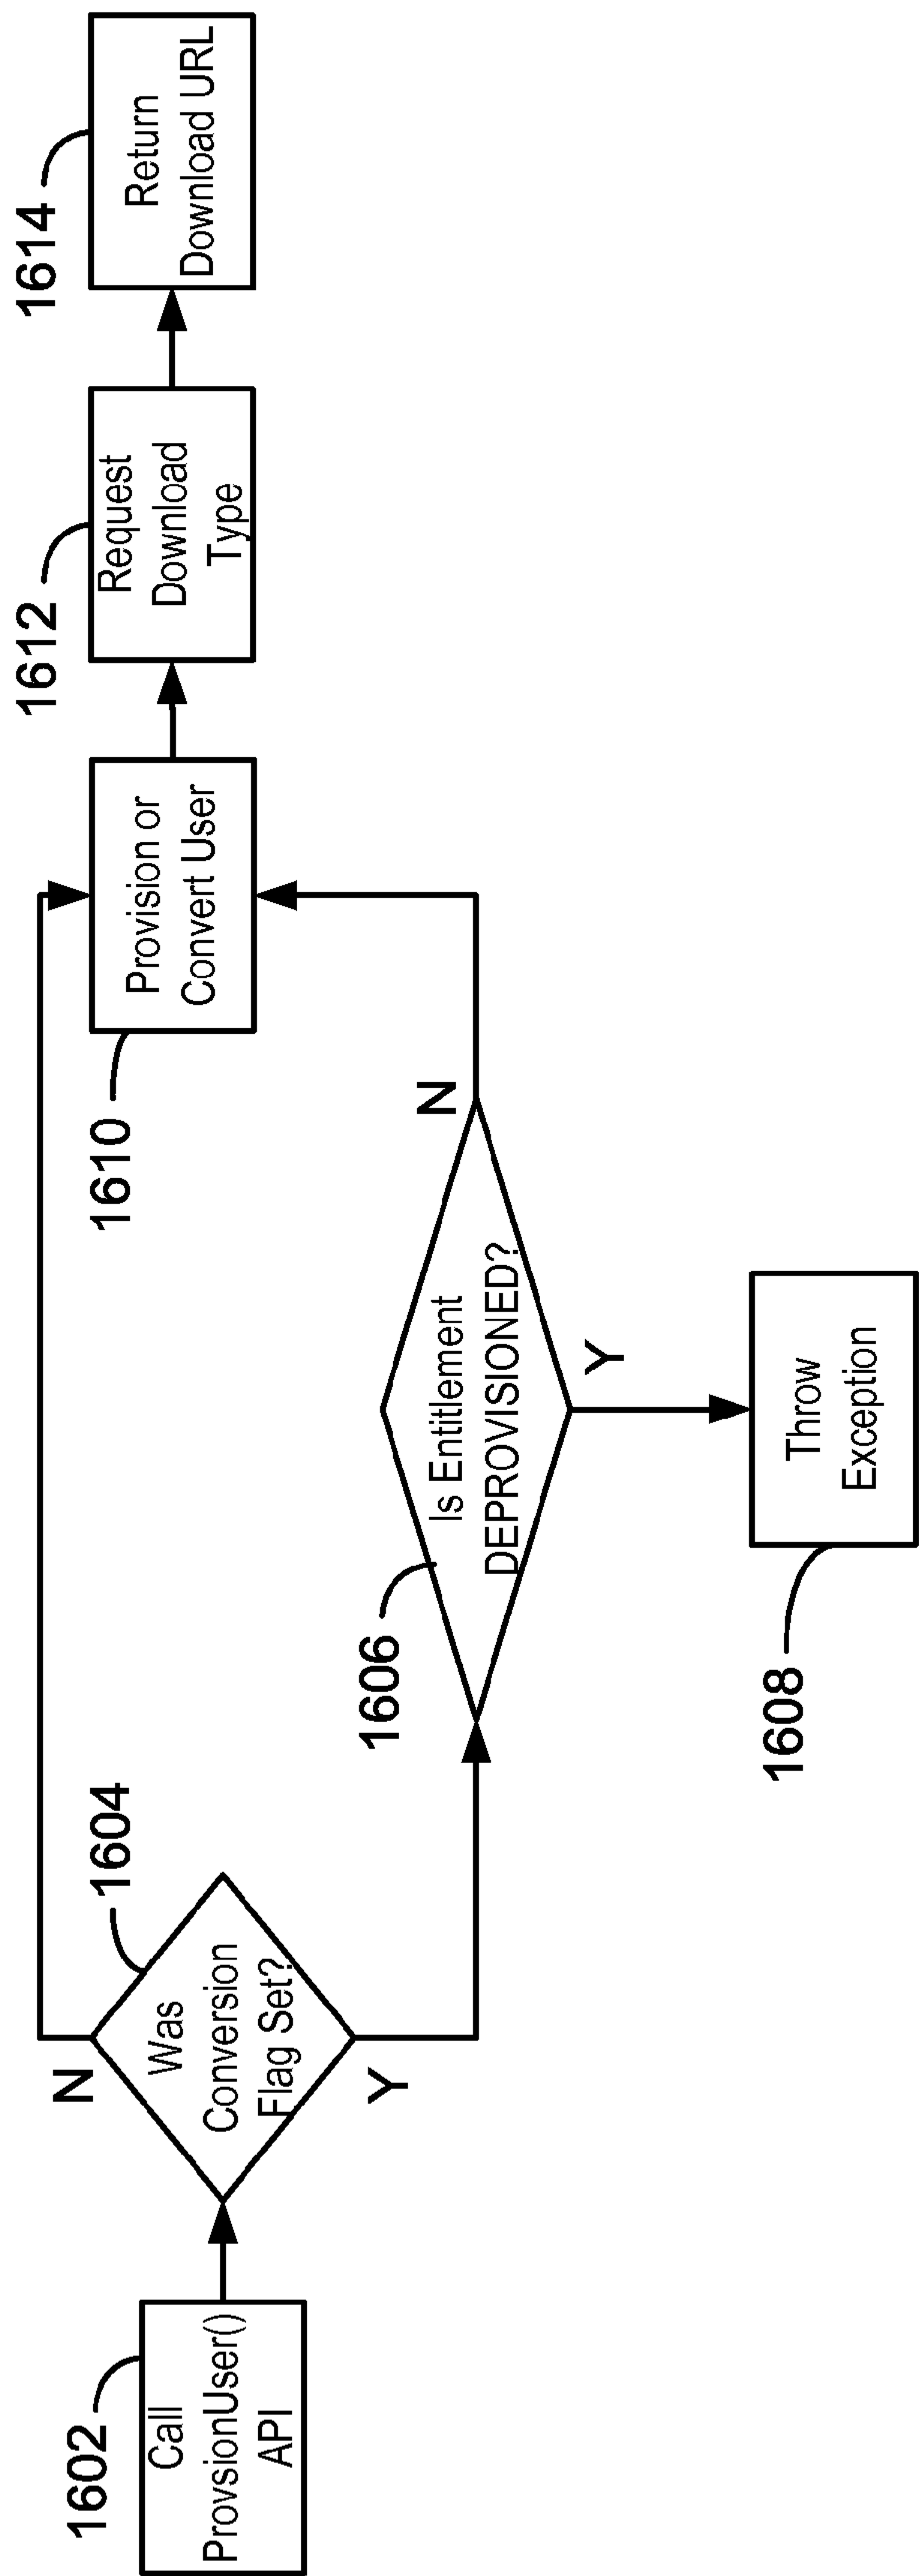 1602
Call
ProvsionUser()
API
1604
Was
Conversion
Flag Set?
N
Y
1606
Is Entitlement
DEPROVISIONED?
N
Y
1608
Throw
Exception
1610
Provision or
Convert User
1612
Request
Download
Type
1614
Return
Download URL